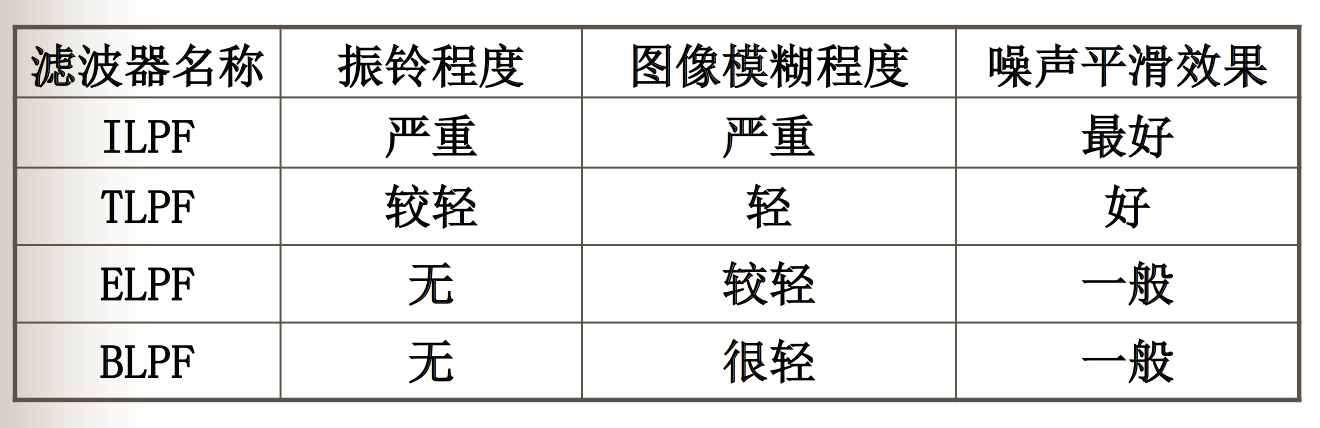 滤波器名称 振铃程度 图像模糊程度 噪声平滑效果
ILPF 严重 严重 最好
TLPF 较轻 轻 好
ELPF 无 较轻 一般
BLPF 无 很轻 一般